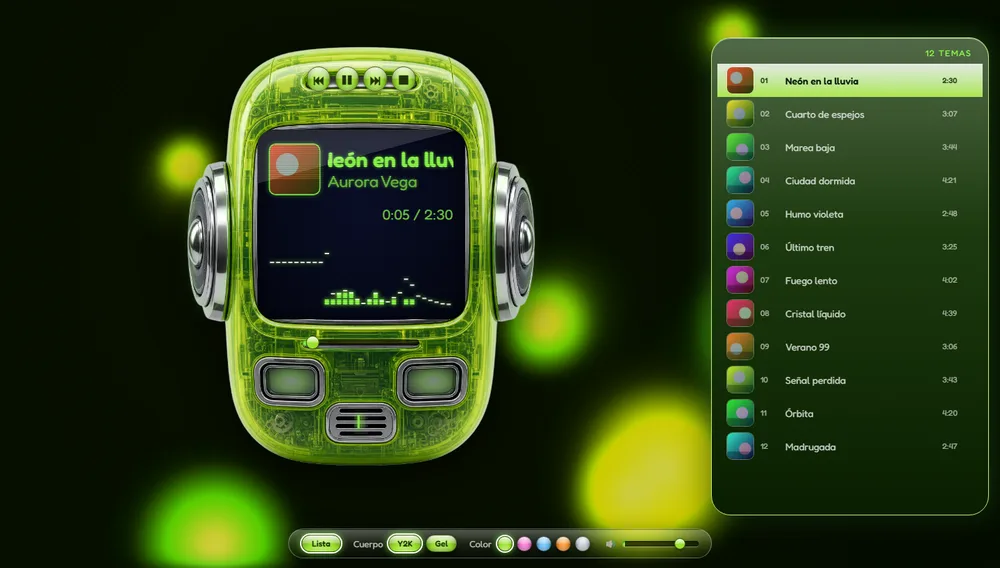 león en la lluv
Aurora Vega
0:05 / 2:30
12 TEMAS
01 Neón en la lluvia 2:30
02 Cuarto de espejos 3:07
03 Marea baja 3:44
04 Ciudad dormida 4:21
05 Humo violeta 2:48
06 Último tren 3:25
07 Fuego lento 4:02
08 Cristal líquido 4:39
09 Verano 99 3:06
10 Señal perdida 3:43
11 Órbita 4:20
12 Madrugada 2:47
Lista Cuerpo Y2K Gel Color